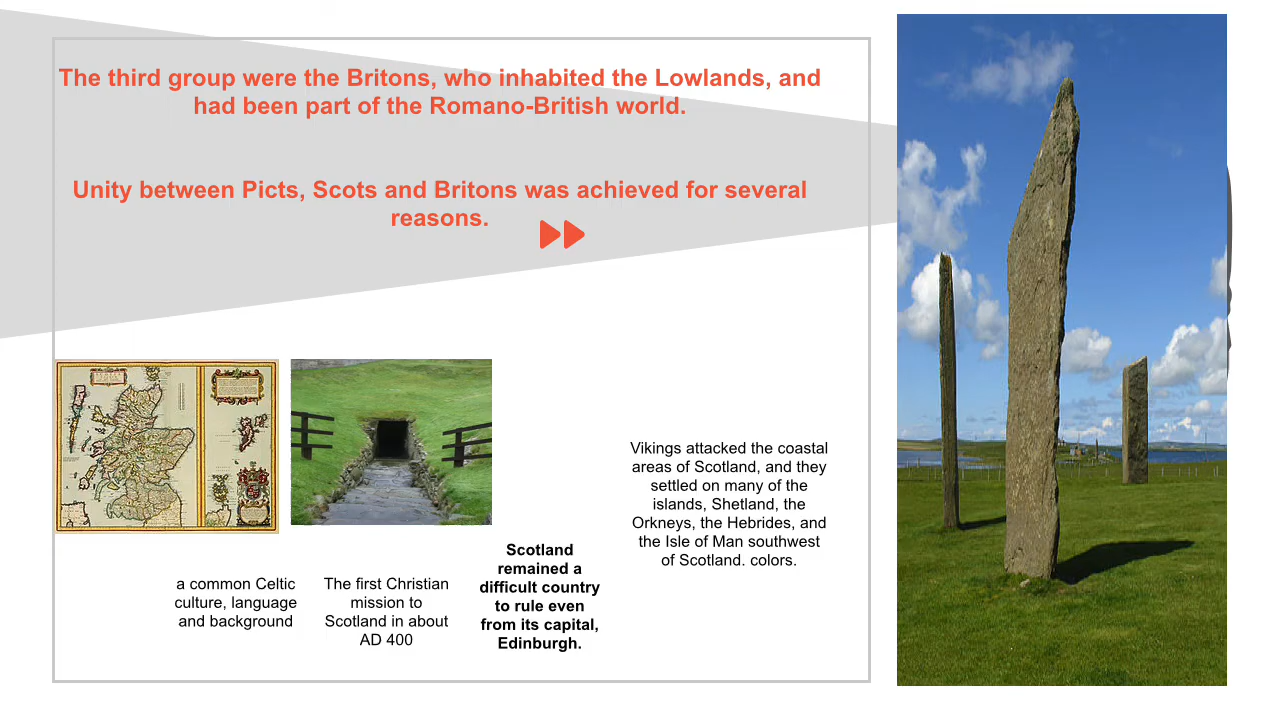 The third group were the Britons, who inhabited the Lowlands, and
had been part of the Romano-British world.
Unity between Picts, Scots and Britons was achieved for several
reasons.
a common Celtic
culture, language
and background
The first Christian
mission to
Scotland in about
AD 400
Scotland
remained a
difficult country
to rule even
from its capital,
Edinburgh.
Vikings attacked the coastal
areas of Scotland, and they
settled on many of the
islands, Shetland, the
Orkneys, the Hebrides, and
the Isle of Man southwest
of Scotland. colors.